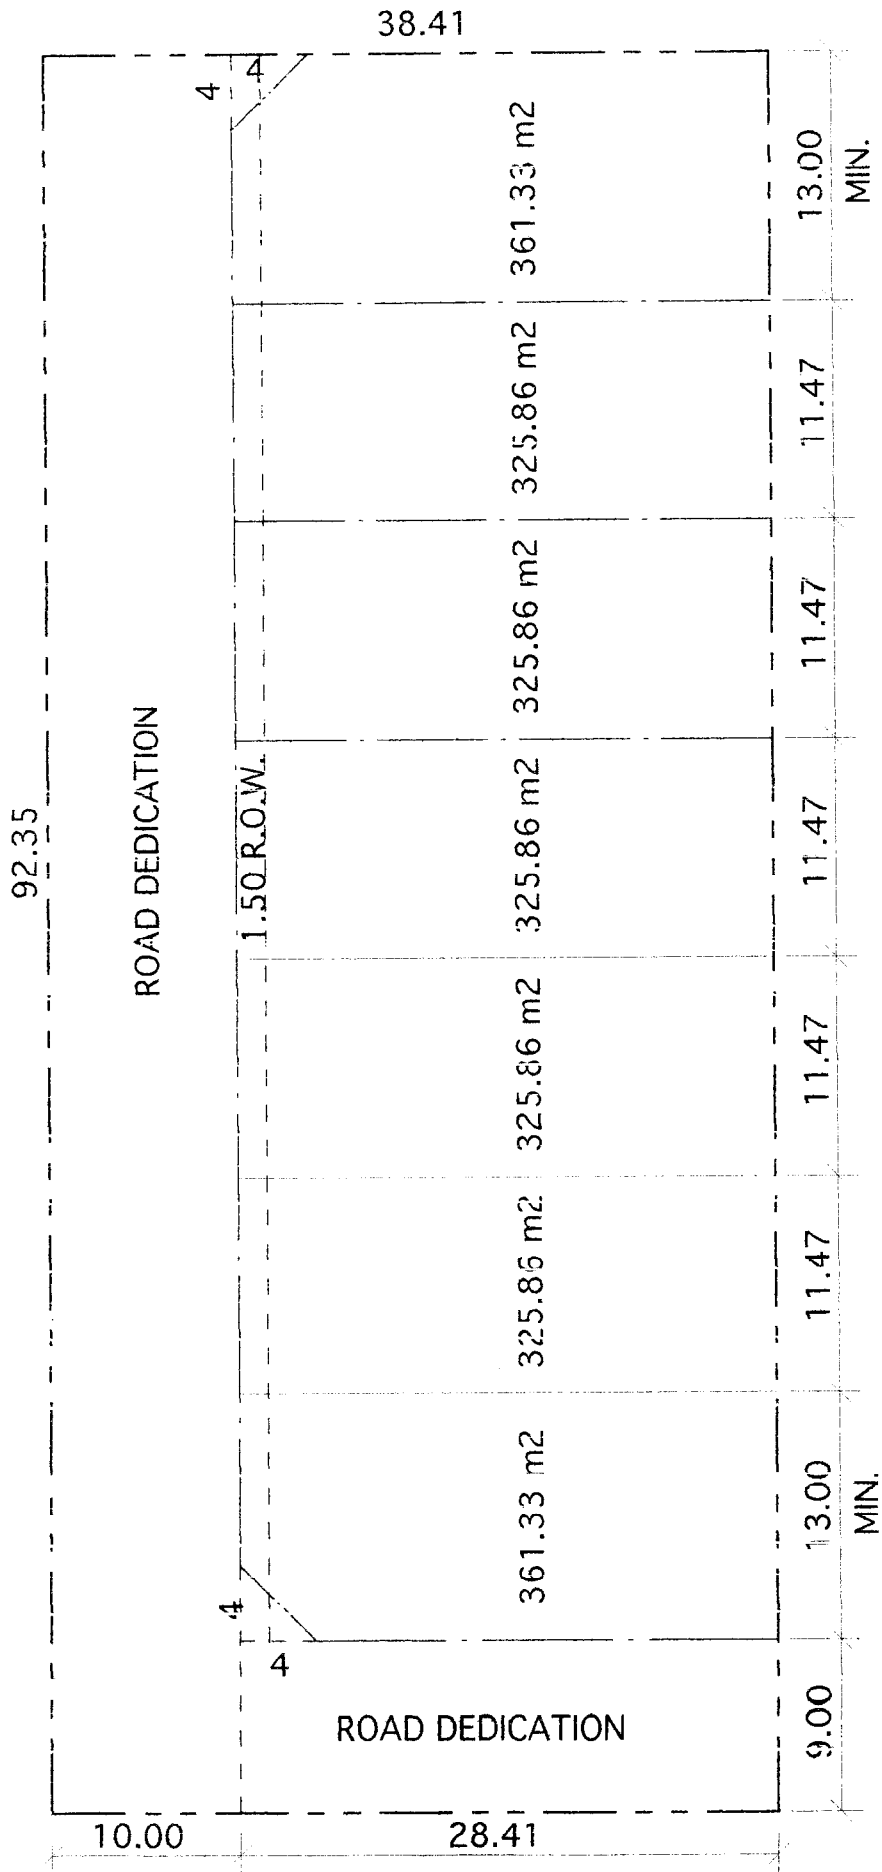 38.41
4
4
361.33 m2
13.00
MIN.
325.86 m2
11.47
325.86 m2
11.47
92.35
ROAD DEDICATION
1.50 R.O.W.
325.86 m2
11.47
325.86 m2
11.47
325.86 m2
11.47
361.33 m2
13.00
MIN.
4
4
ROAD DEDICATION
9.00
10.00
28.41